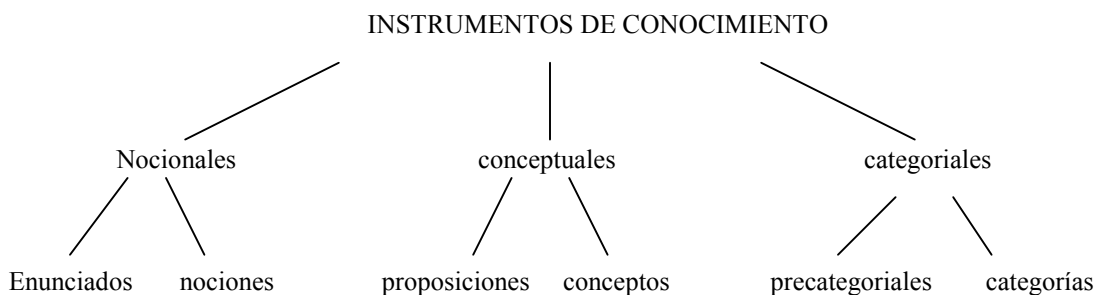 INSTRUMENTOS DE CONOCIMIENTO
Nocionales conceptuales categoriales
Enunciados nociones proposiciones conceptos precategoriales categorías